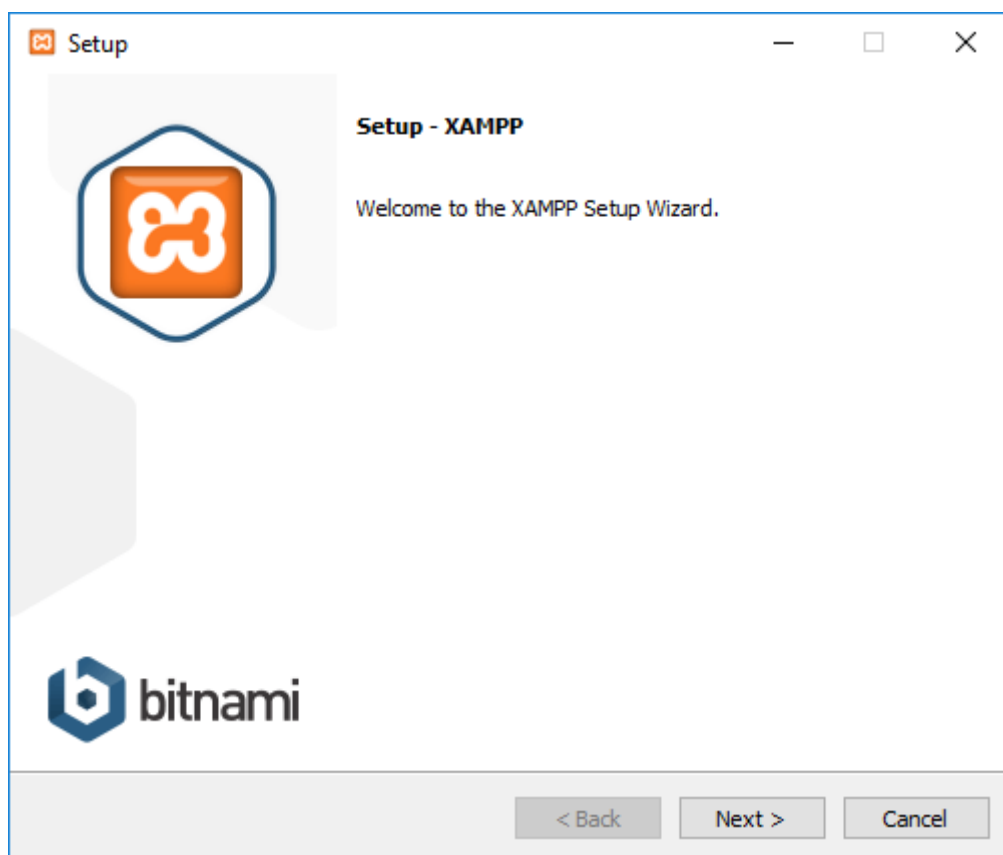 Setup
Setup - XAMPP
Welcome to the XAMPP Setup Wizard.
bitnami
< Back
Next >
Cancel